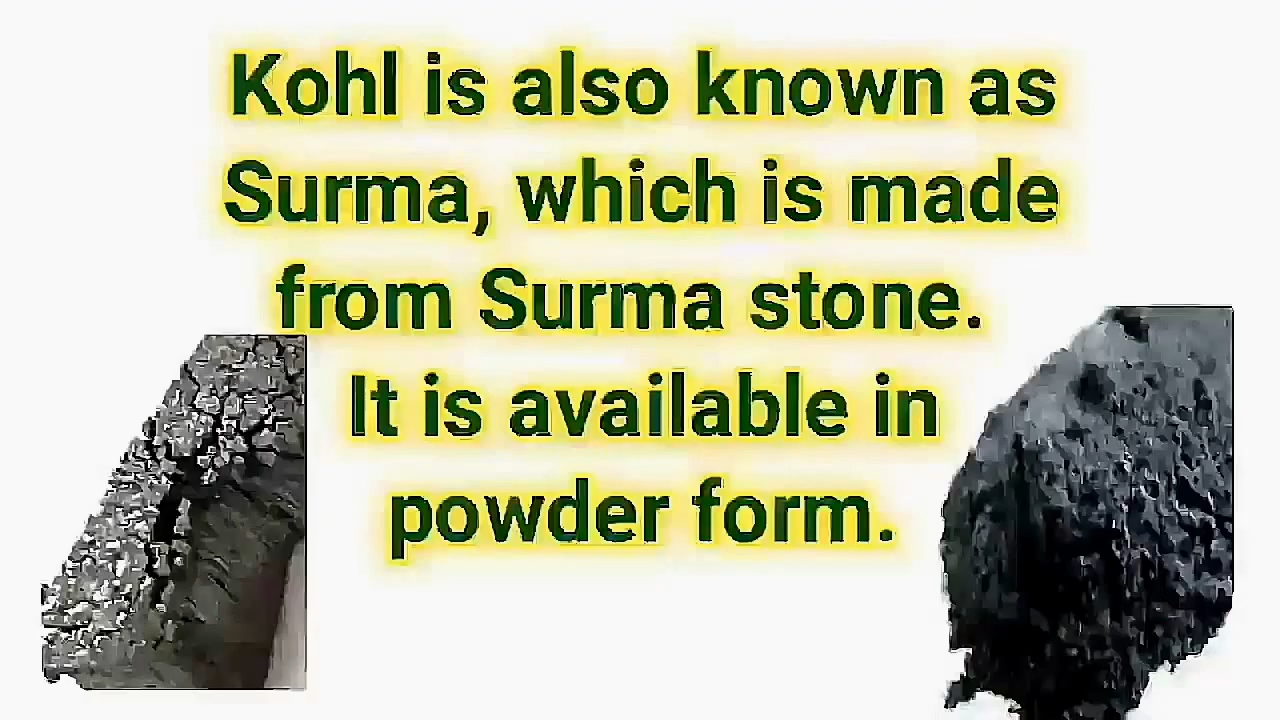 Kohl is also known as
Surma, which is made
from Surma stone.
It is available in
powder form.